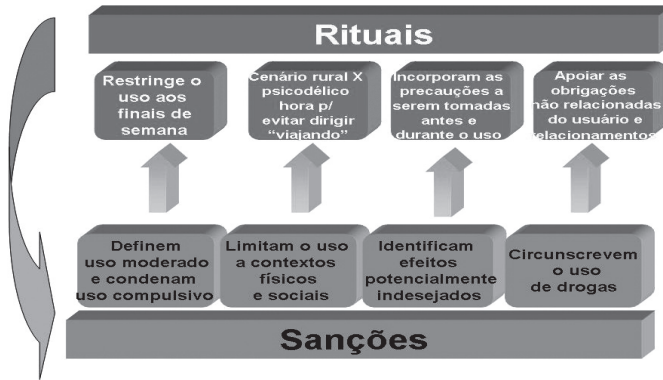 Rituais
Restringe o
uso aos
finais de
semana
Cenário rural X
psicodélico
hora p/
evitar dirigir
“viajando”
Incorporam as
precauções a
serem tomadas
antes e
durante o uso
Apoiar as
obrigações
não relacionadas
do usuário e
relacionamentos
Definem
uso moderado
e condenam
uso compulsivo
Limitam o uso
a contextos
físicos
e sociais
Identificam
efeitos
potencialmente
indesejados
Circunscrevem
o uso
de drogas
Sanções